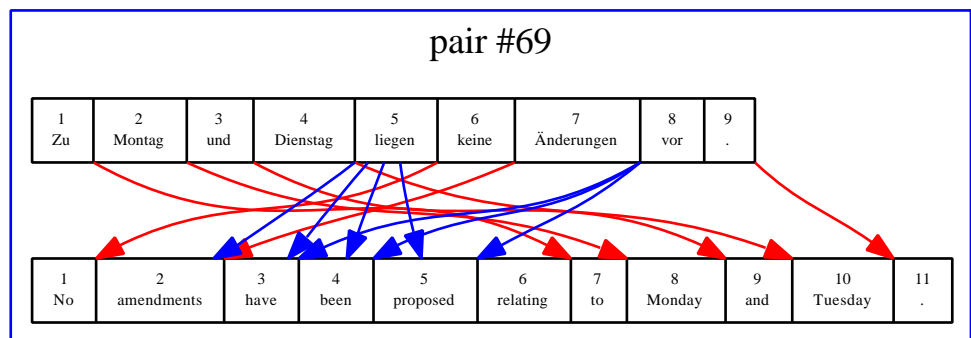 pair #69
1 2 3 4 5 6 7 8 9
Zu Montag und Dienstag liegen keine Änderungen vor .
1 2 3 4 5 6 7 8 9 10 11
No amendments have been proposed relating to Monday and Tuesday .